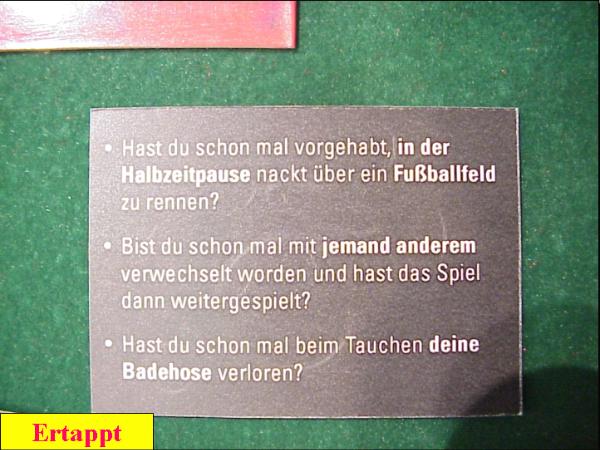 • Hast du schon mal vorgehabt, in der
Halbzeitpause nackt über ein Fußballfeld
zu rennen?
• Bist du schon mal mit jemand anderem
verwechselt worden und hast das Spiel
dann weitergespielt?
• Hast du schon mal beim Tauchen deine
Badehose verloren?
Ertappt